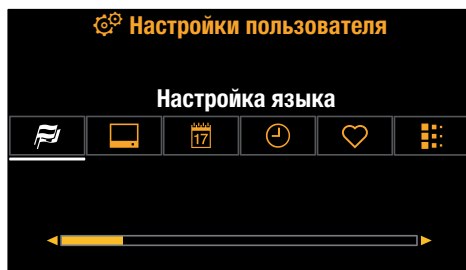 Настройки пользователя
Настройка языка
17